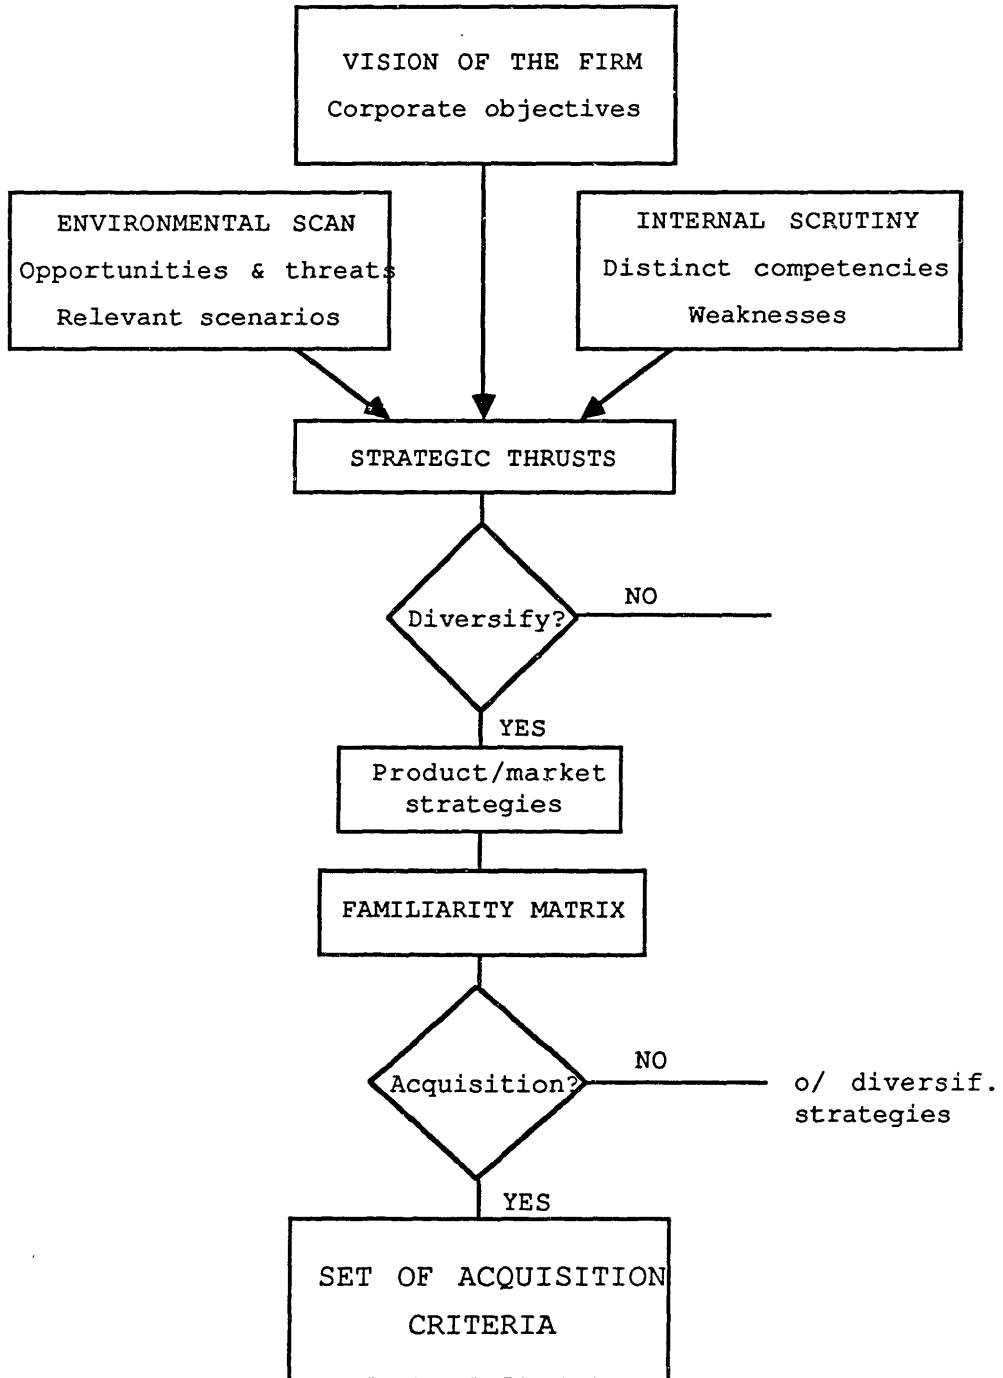 VISION OF THE FIRM
Corporate objectives
ENVIRONMENTAL SCAN
Opportunities & threats
Relevant scenarios
INTERNAL SCRUTINY
Distinct competencies
Weaknesses
STRATEGIC THRUSTS
Diversify?
NO
YES
Product/market
strategies
FAMILIARITY MATRIX
Acquisition?
NO
o/ diversif.
strategies
YES
SET OF ACQUISITION
CRITERIA